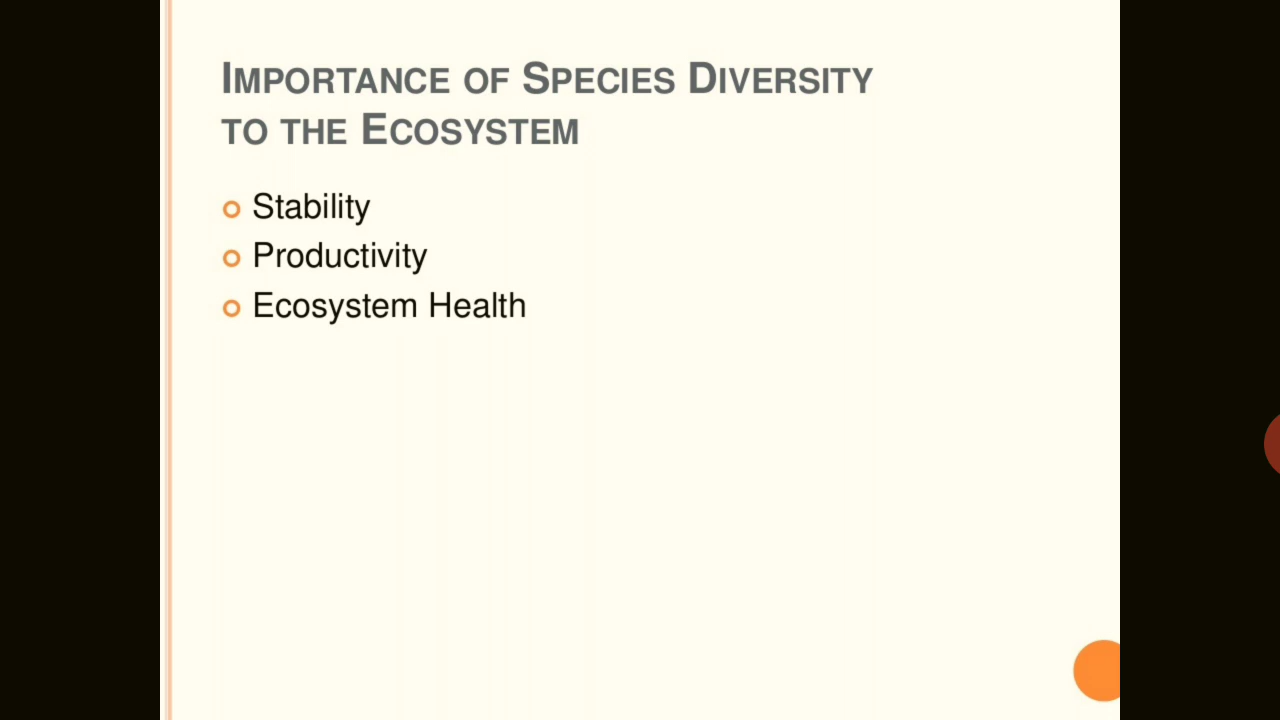 Importance of Species Diversity
to the Ecosystem
Stability
Productivity
Ecosystem Health